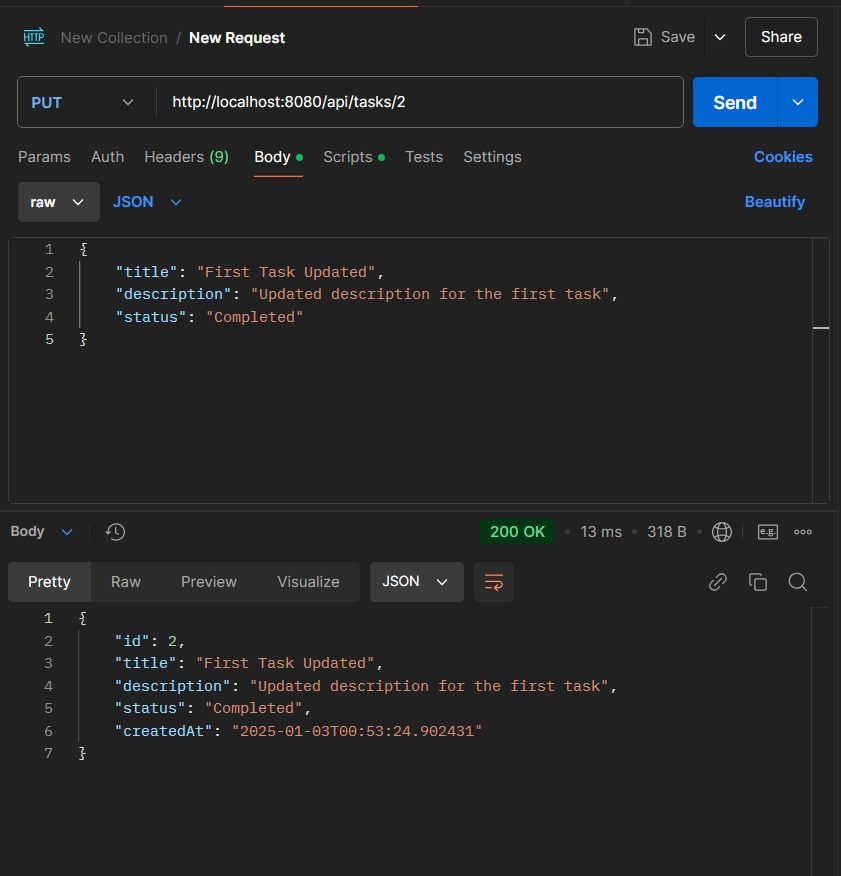 HTTP New Collection / New Request Save Share
PUT http://localhost:8080/api/tasks/2 Send
Params Auth Headers (9) Body Scripts Tests Settings Cookies
raw JSON Beautify
1 {
2 "title": "First Task Updated",
3 "description": "Updated description for the first task",
4 "status": "Completed"
5 }
Body 200 OK 13 ms 318 B e.g.
Pretty Raw Preview Visualize JSON
1 {
2 "id": 2,
3 "title": "First Task Updated",
4 "description": "Updated description for the first task",
5 "status": "Completed",
6 "createdAt": "2025-01-03T00:53:24.902431"
7 }